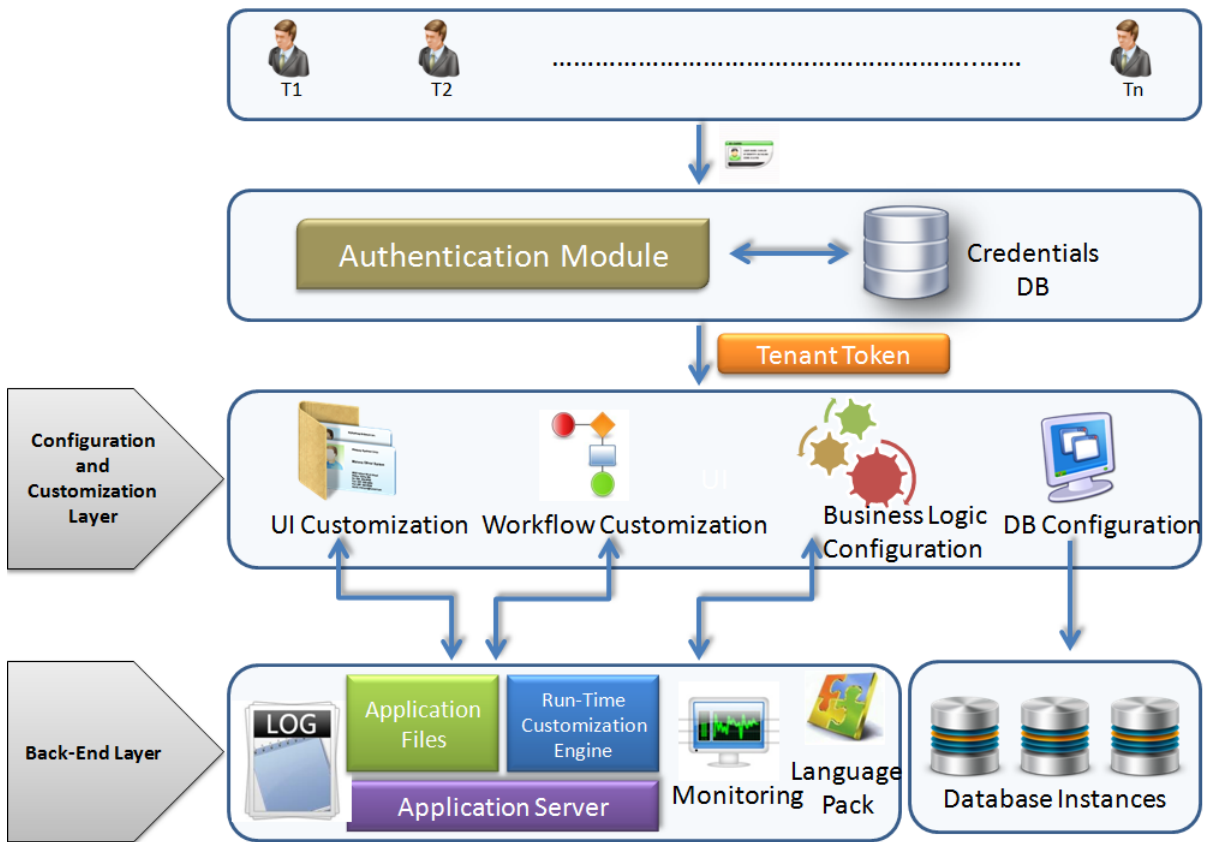 T1
T2
………………………………………………………..……
Tn
Authentication Module
Credentials
DB
Tenant Token
Configuration
and
Customization
Layer
UI
UI Customization
Workflow Customization
Business Logic
Configuration
DB Configuration
Back-End Layer
LOG
Application
Files
Run-Time
Customization
Engine
Application Server
Monitoring
Language
Pack
Database Instances